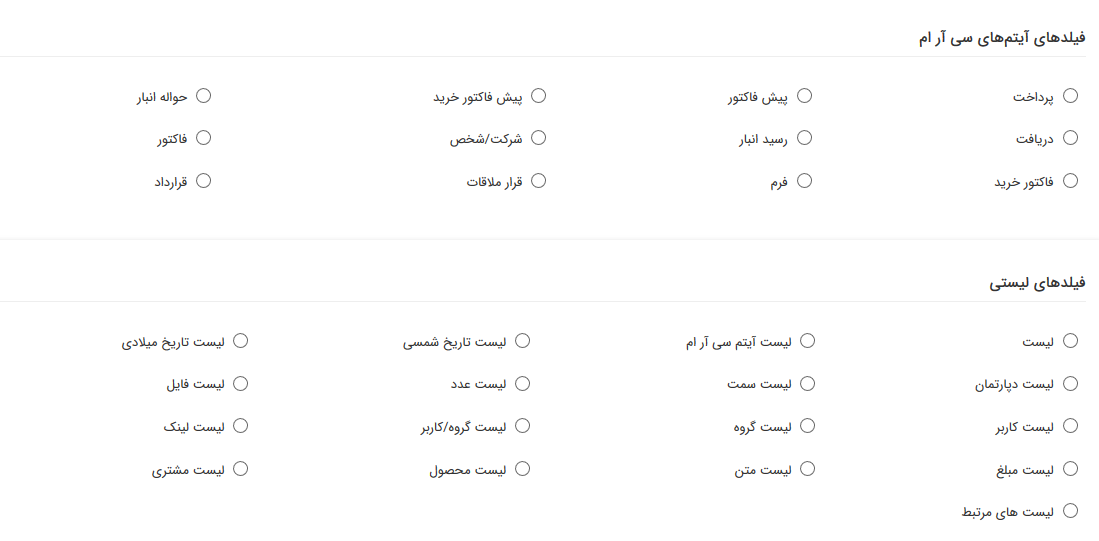 فیلدهای آیتم‌های سی آر ام
پرداخت پیش فاکتور پیش فاکتور خرید حواله انبار
دریافت رسید انبار شرکت/شخص فاکتور
فاکتور خرید فرم قرار ملاقات قرارداد
فیلدهای لیستی
لیست لیست آیتم سی آر ام لیست تاریخ شمسی لیست تاریخ میلادی
لیست دپارتمان لیست سمت لیست عدد لیست فایل
لیست کاربر لیست گروه لیست گروه/کاربر لیست لینک
لیست مبلغ لیست متن لیست محصول لیست مشتری
لیست های مرتبط